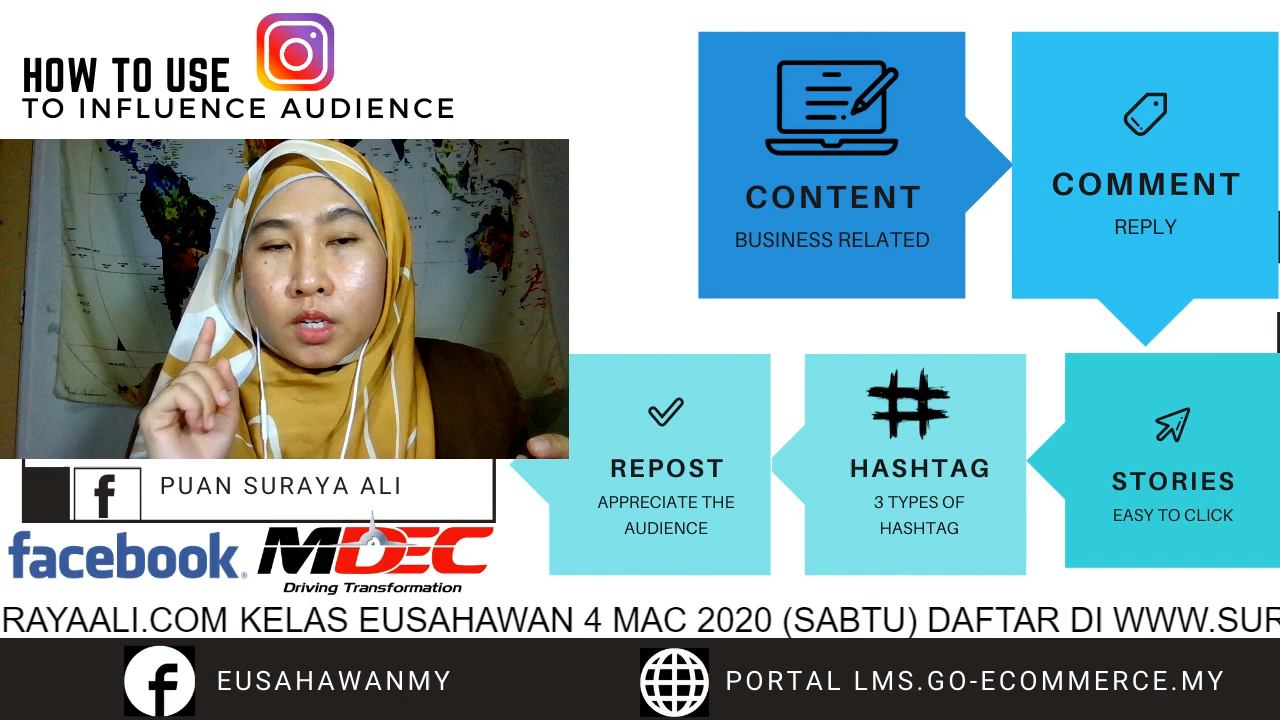 HOW TO USE
TO INFLUENCE AUDIENCE
CONTENT
BUSINESS RELATED
COMMENT
REPLY
STORIES
EASY TO CLICK
HASHTAG
3 TYPES OF
HASHTAG
REPOST
APPRECIATE THE
AUDIENCE
PUAN SURAYA ALI
facebook®
MDEC
Driving Transformation
RAYAALI.COM KELAS EUSAHAWAN 4 MAC 2020 (SABTU) DAFTAR DI WWW.SUR
EUSAHAWANMY
PORTAL LMS.GO-ECOMMERCE.MY